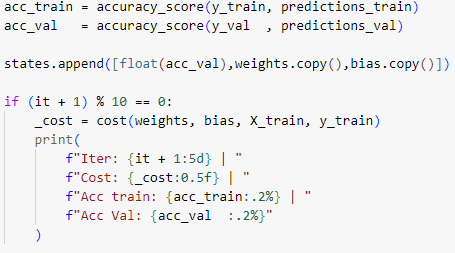 acc_train = accuracy_score(y_train, predictions_train)
acc_val   = accuracy_score(y_val  , predictions_val)
states.append([float(acc_val),weights.copy(),bias.copy()])
if (it + 1) % 10 == 0:
    _cost = cost(weights, bias, X_train, y_train)
    print(
        f"Iter: {it + 1:5d} | "
        f"Cost: {_cost:0.5f} | "
        f"Acc train: {acc_train:.2%} | "
        f"Acc Val: {acc_val  :.2%}"
    )